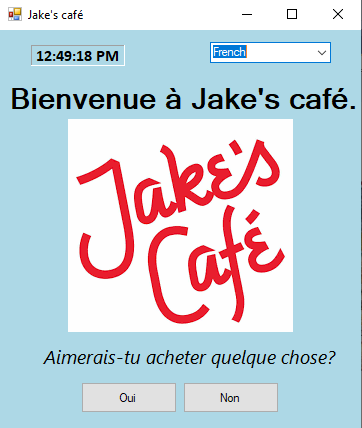 Jake's café
12:49:18 PM
French
Bienvenue à Jake's café.
Jake's
Café
Aimerais-tu acheter quelque chose?
Oui
Non